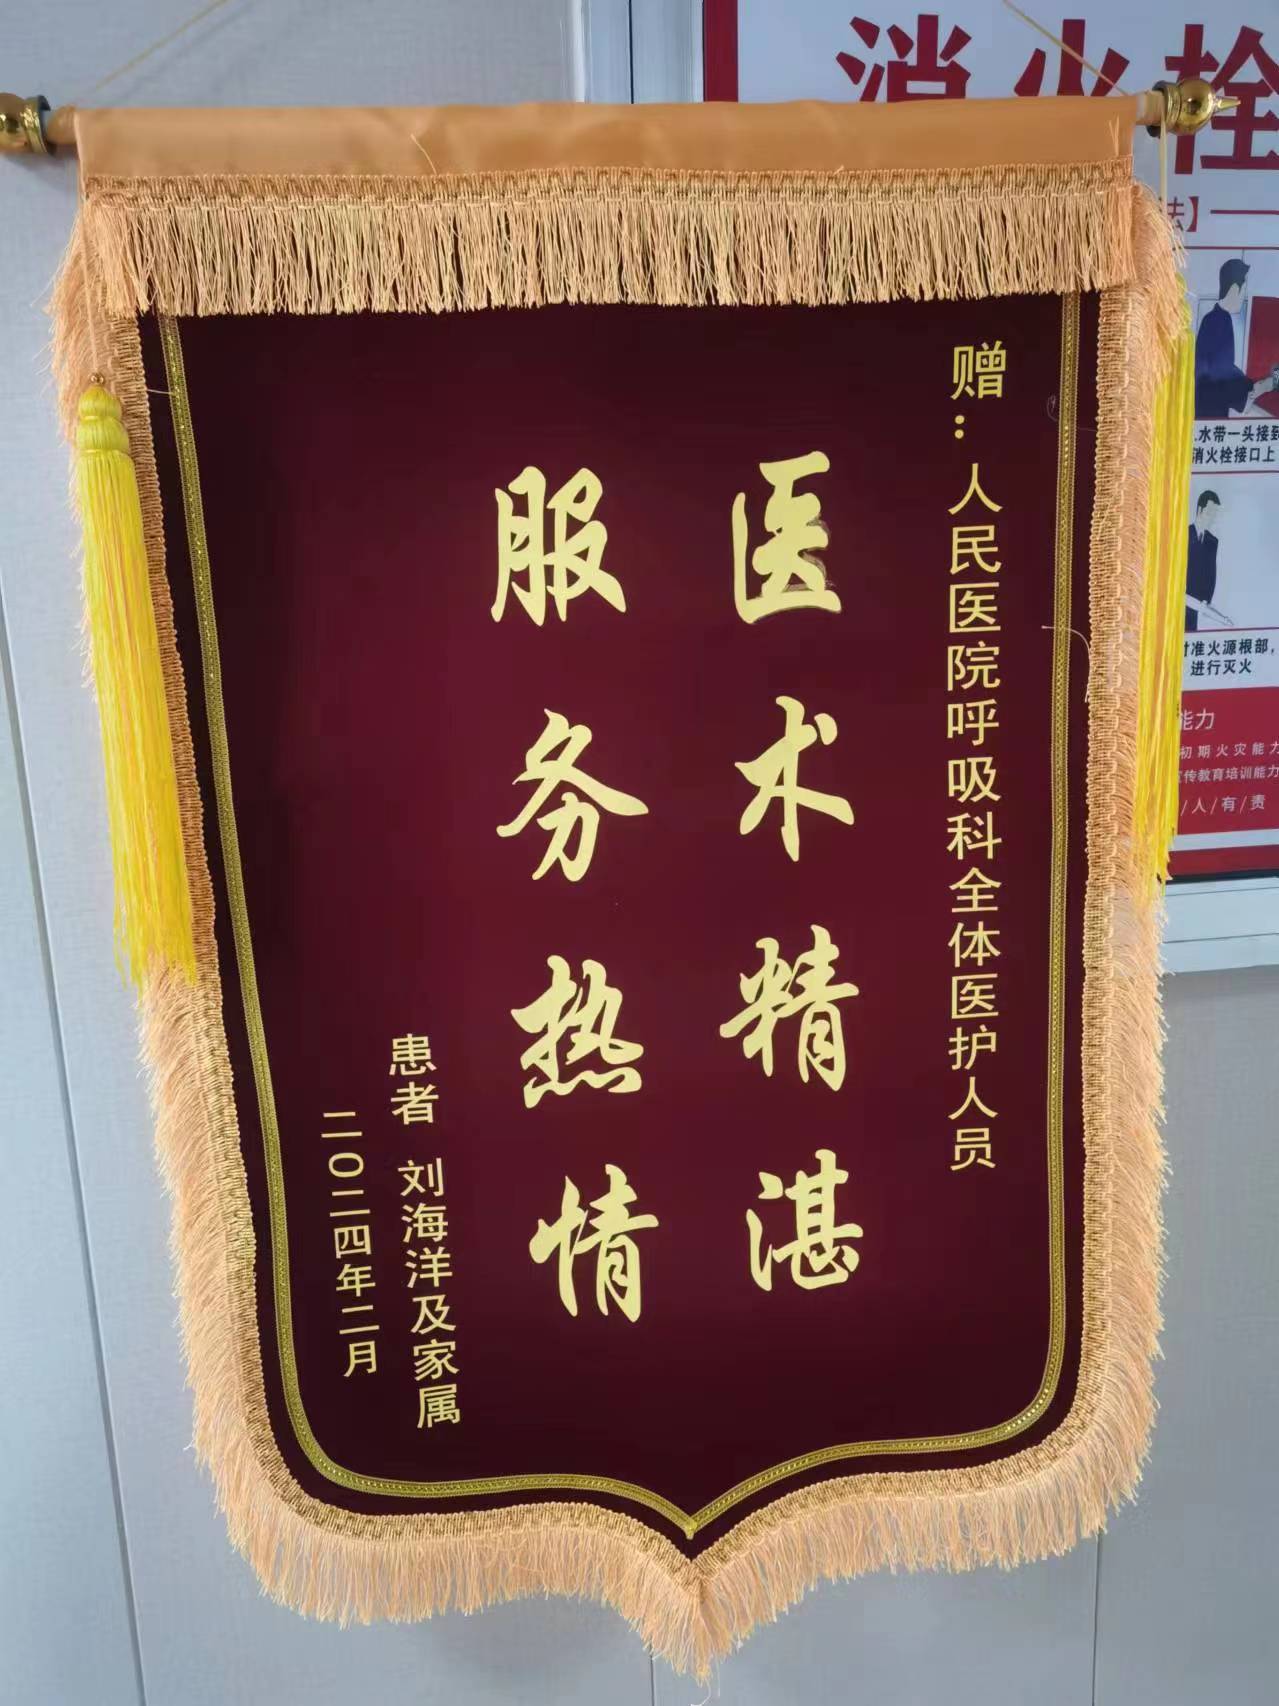 赠：人民医院呼吸科全体医护人员
医术精湛
服务热情
患者 刘海洋及家属
二〇二四年二月
消火栓
法】
水带一头接到
消火栓接口上
对准火源根部，
进行灭火
能力
初期火灾能力
宣传教育培训能力
/人/有/责